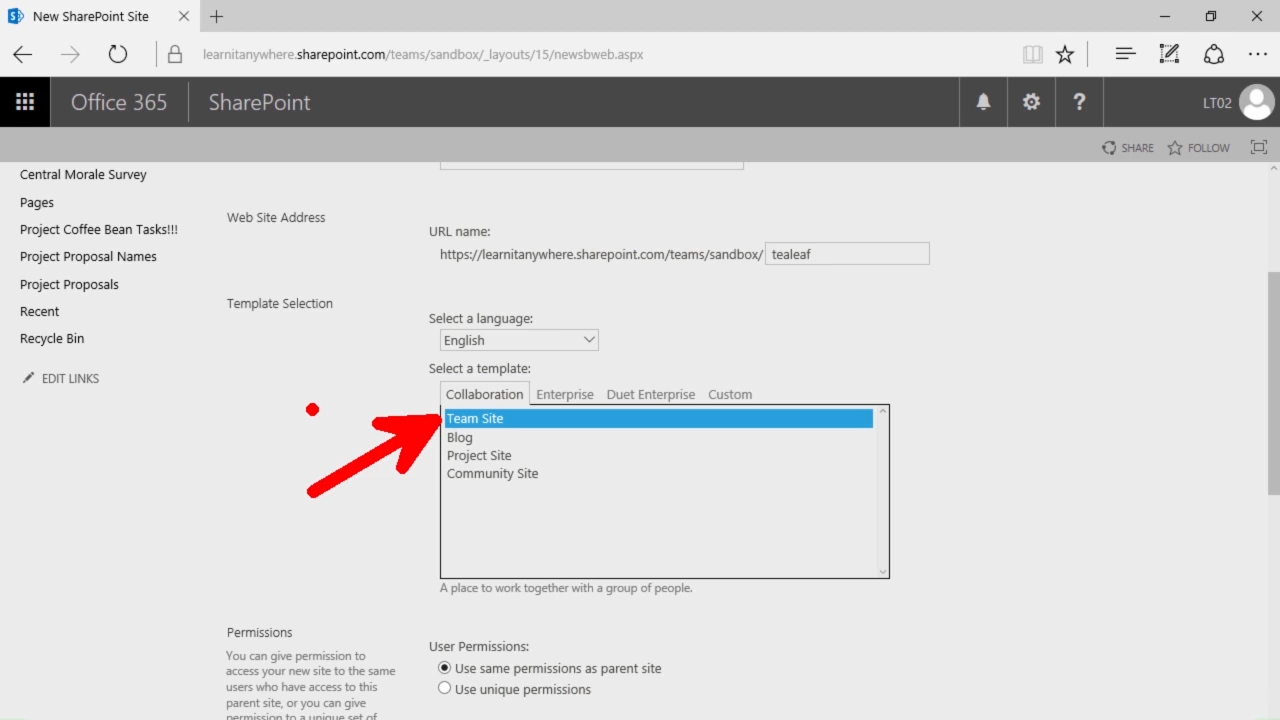 New SharePoint Site
learnitanywhere.sharepoint.com/teams/sandbox/_layouts/15/newsbweb.aspx
Office 365 SharePoint ? LT02
SHARE FOLLOW
Central Morale Survey
Pages
Project Coffee Bean Tasks!!!
Project Proposal Names
Project Proposals
Recent
Recycle Bin
EDIT LINKS
Web Site Address
URL name:
https://learnitanywhere.sharepoint.com/teams/sandbox/ tealeaf
Template Selection
Select a language:
English
Select a template:
Collaboration Enterprise Duet Enterprise Custom
Team Site
Blog
Project Site
Community Site
A place to work together with a group of people.
Permissions
You can give permission to
access your new site to the same
users who have access to this
parent site, or you can give
permission to a unique set of
User Permissions:
Use same permissions as parent site
Use unique permissions